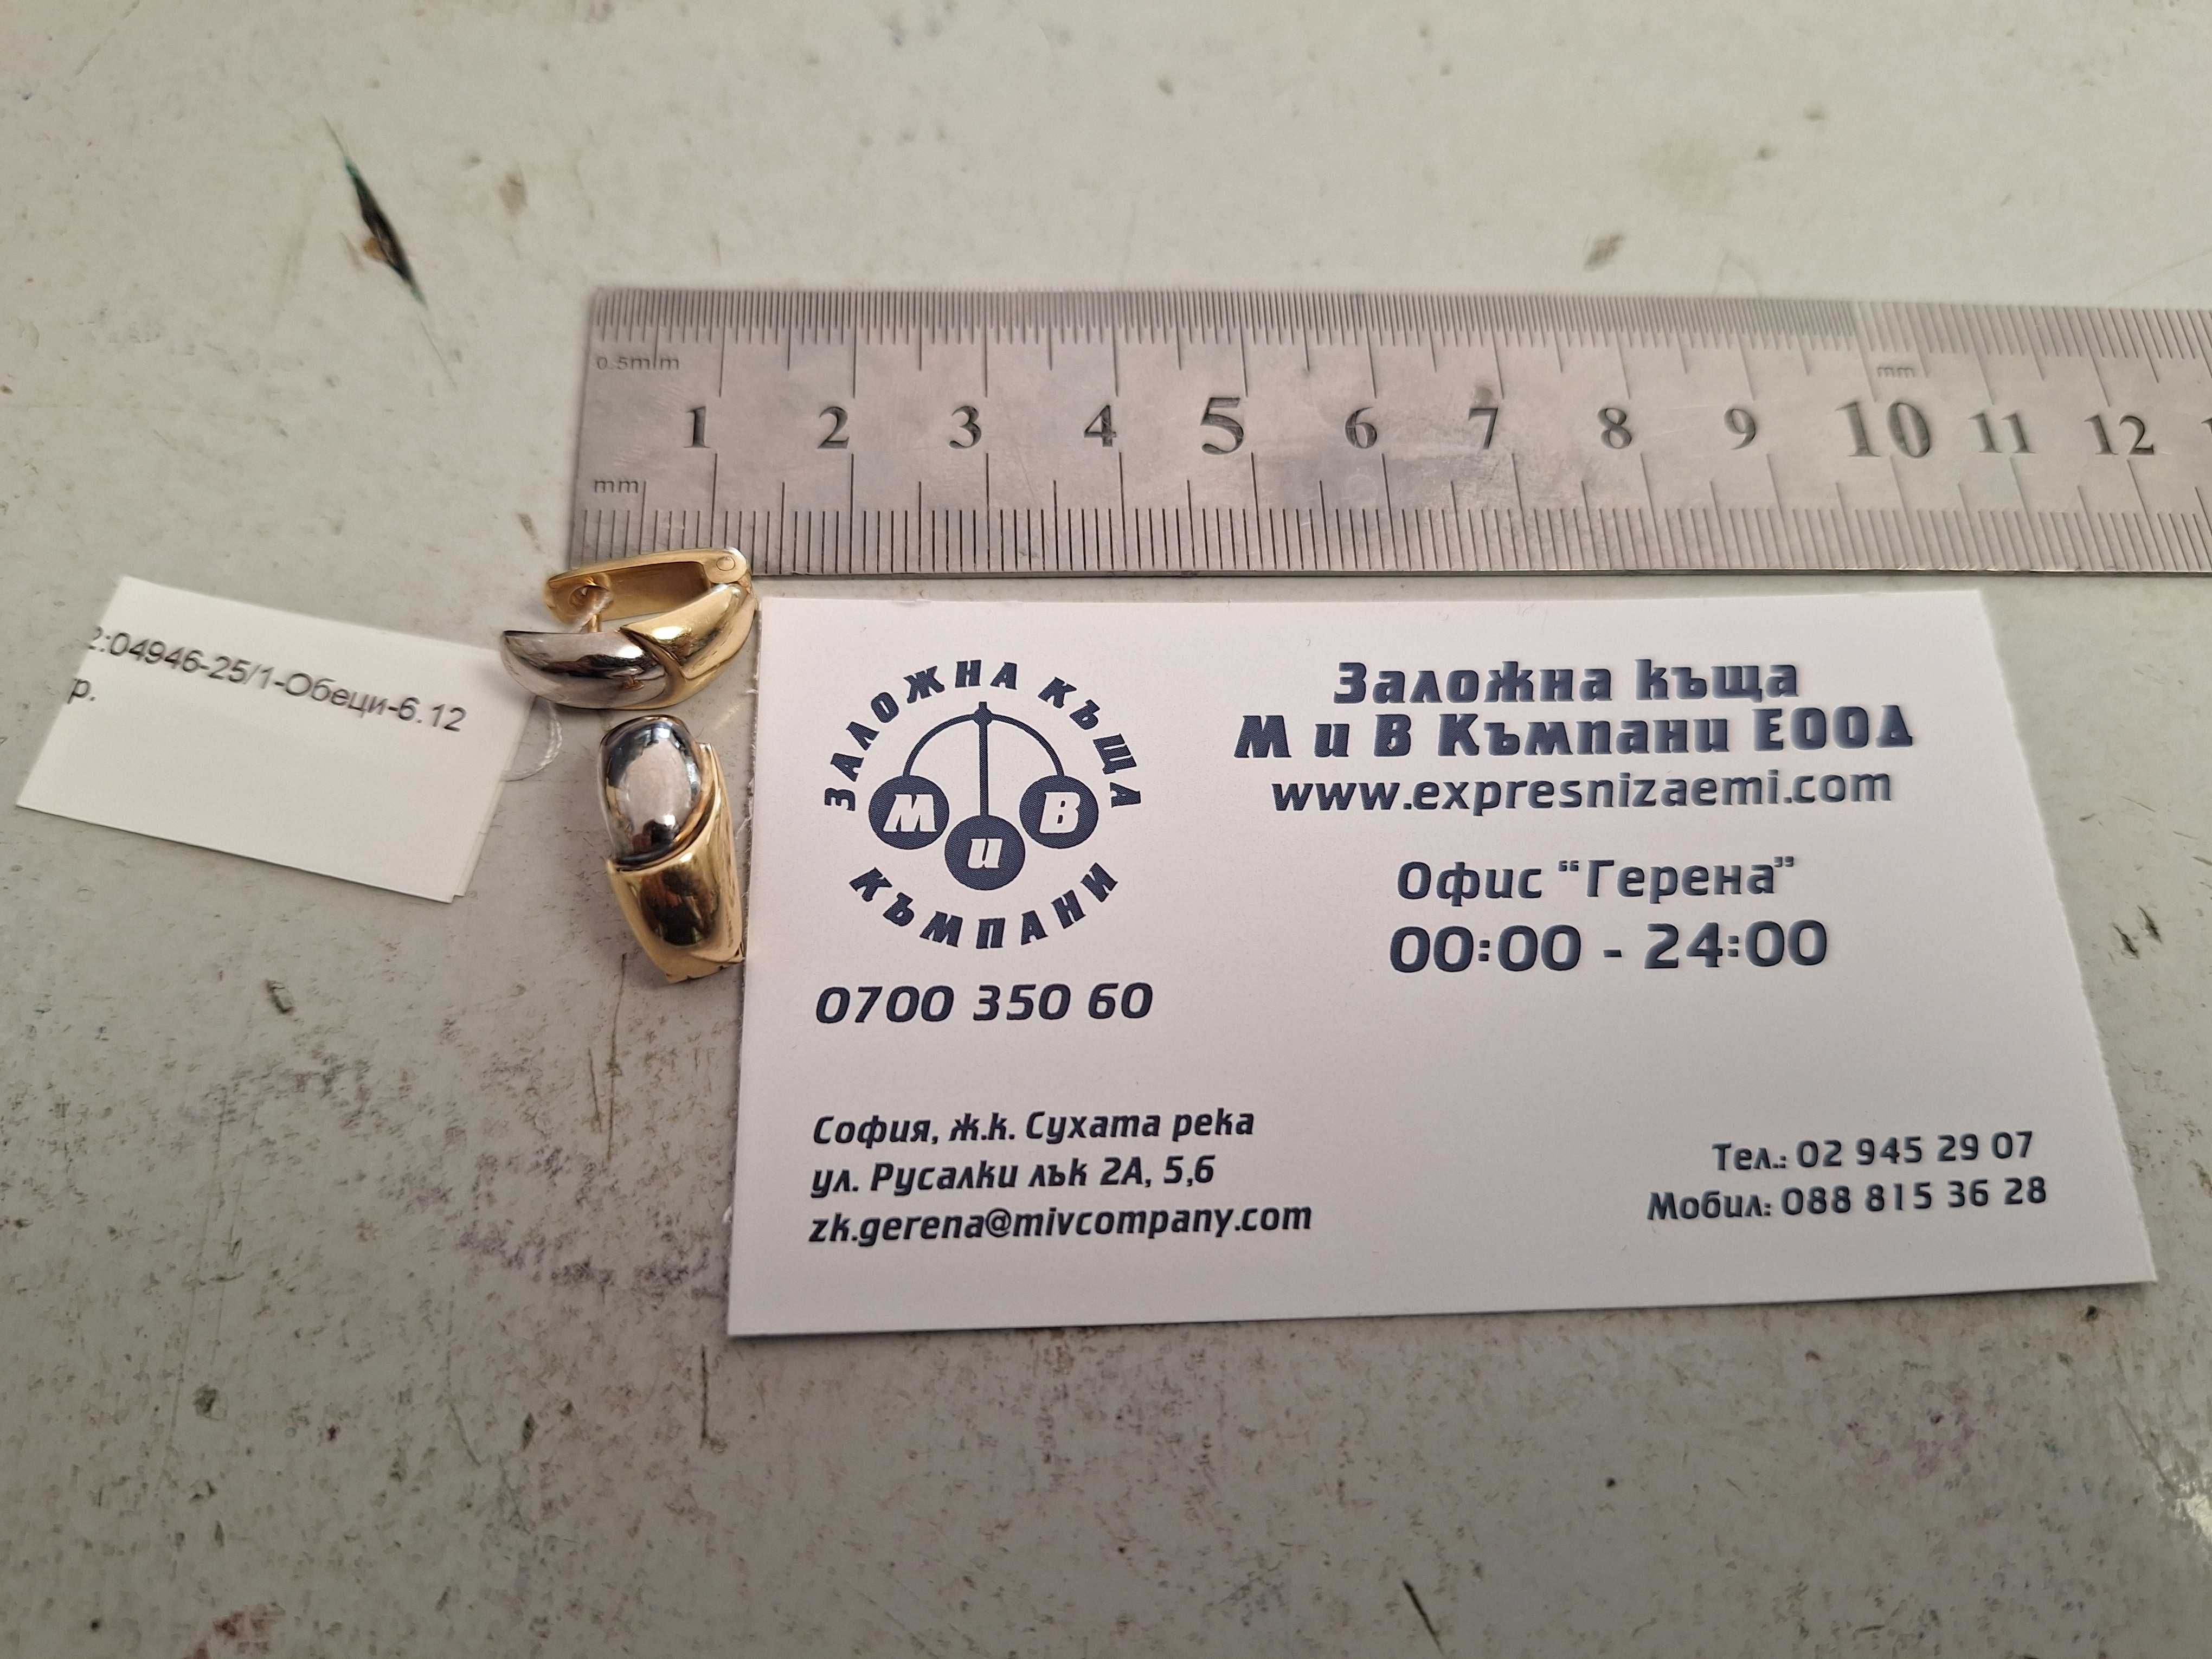 0.5mm
mm
1 2 3 4 5 6 7 8 9 10 11 12
mm
2:04946-25/1-Обеци-6.12
р.
ЗАЛОЖНА КЪЩА
М и В
КЪМПАНИ
0700 350 60
Заложна къща
М и В Къмпани ЕООД
www.expresnizaemi.com
Офис “Герена”
00:00 - 24:00
София, ж.к. Сухата река
ул. Русалки лък 2А, 5,6
zk.gerena@mivcompany.com
Тел.: 02 945 29 07
Мобил: 088 815 36 28